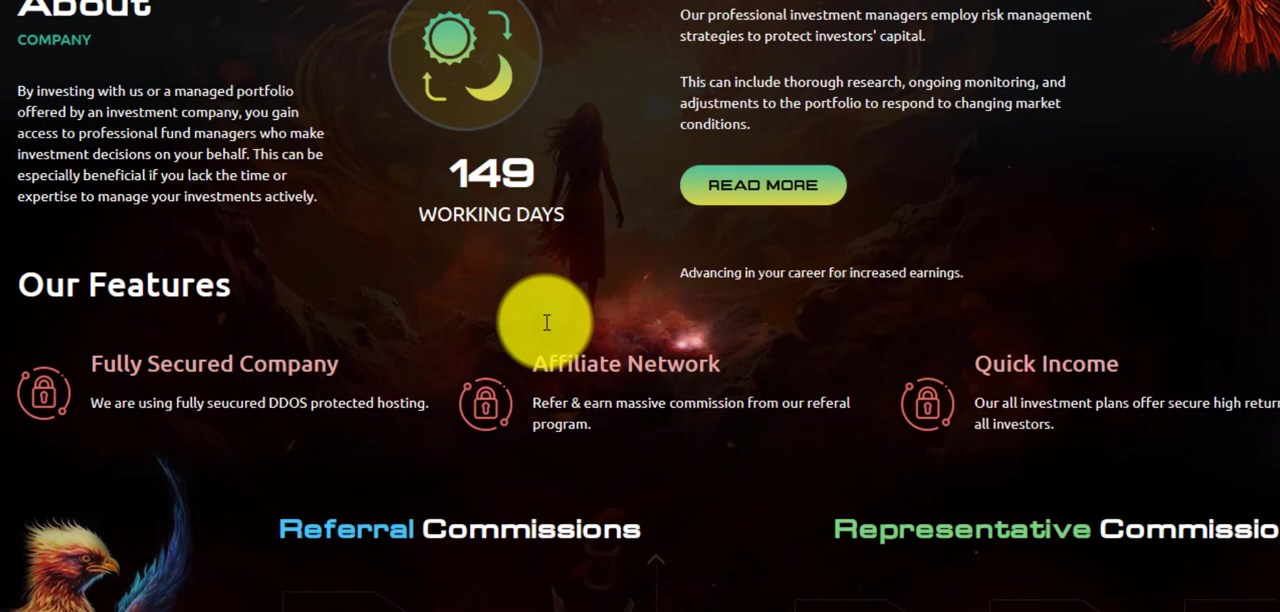 About
COMPANY
By investing with us or a managed portfolio
offered by an investment company, you gain
access to professional fund managers who make
investment decisions on your behalf. This can be
especially beneficial if you lack the time or
expertise to manage your investments actively.
149
WORKING DAYS
Our professional investment managers employ risk management
strategies to protect investors' capital.
This can include thorough research, ongoing monitoring, and
adjustments to the portfolio to respond to changing market
conditions.
READ MORE
Advancing in your career for increased earnings.
Our Features
Fully Secured Company
We are using fully seucured DDOS protected hosting.
Affiliate Network
Refer & earn massive commission from our referal
program.
Quick Income
Our all investment plans offer secure high return
all investors.
Referral Commissions
Representative Commissio